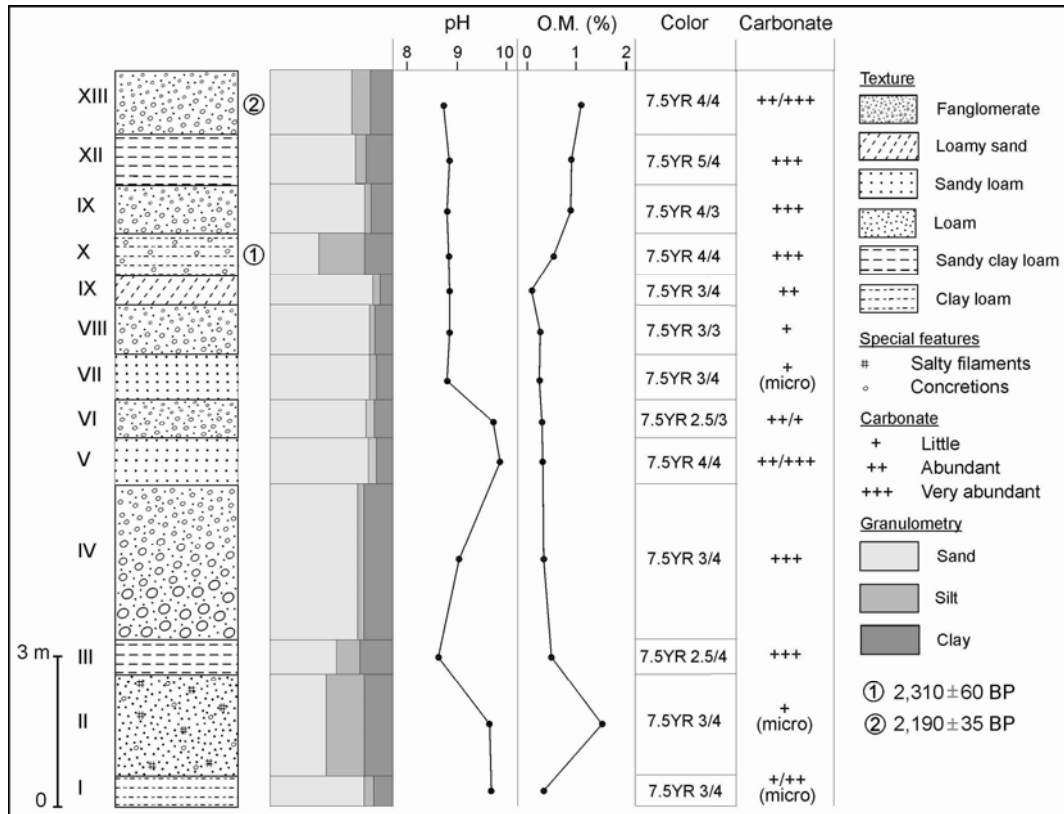 pH O.M. (%) Color Carbonate
8 9 10 0 1 2
XIII ② 7.5YR 4/4 ++/+++
XII 7.5YR 5/4 +++
IX 7.5YR 4/3 +++
X ① 7.5YR 4/4 +++
IX 7.5YR 3/4 ++
VIII 7.5YR 3/3 +
VII 7.5YR 3/4 +
(micro)
VI 7.5YR 2.5/3 ++/+
V 7.5YR 4/4 ++/+++
IV 7.5YR 3/4 +++
3 m III 7.5YR 2.5/4 +++
II 7.5YR 3/4 +
(micro)
I 7.5YR 3/4 +/++
(micro)
0
Texture
Fanglomerate
Loamy sand
Sandy loam
Loam
Sandy clay loam
Clay loam
Special features
Salty filaments
Concretions
Carbonate
+ Little
++ Abundant
+++ Very abundant
Granulometry
Sand
Silt
Clay
① 2,310±60 BP
② 2,190±35 BP